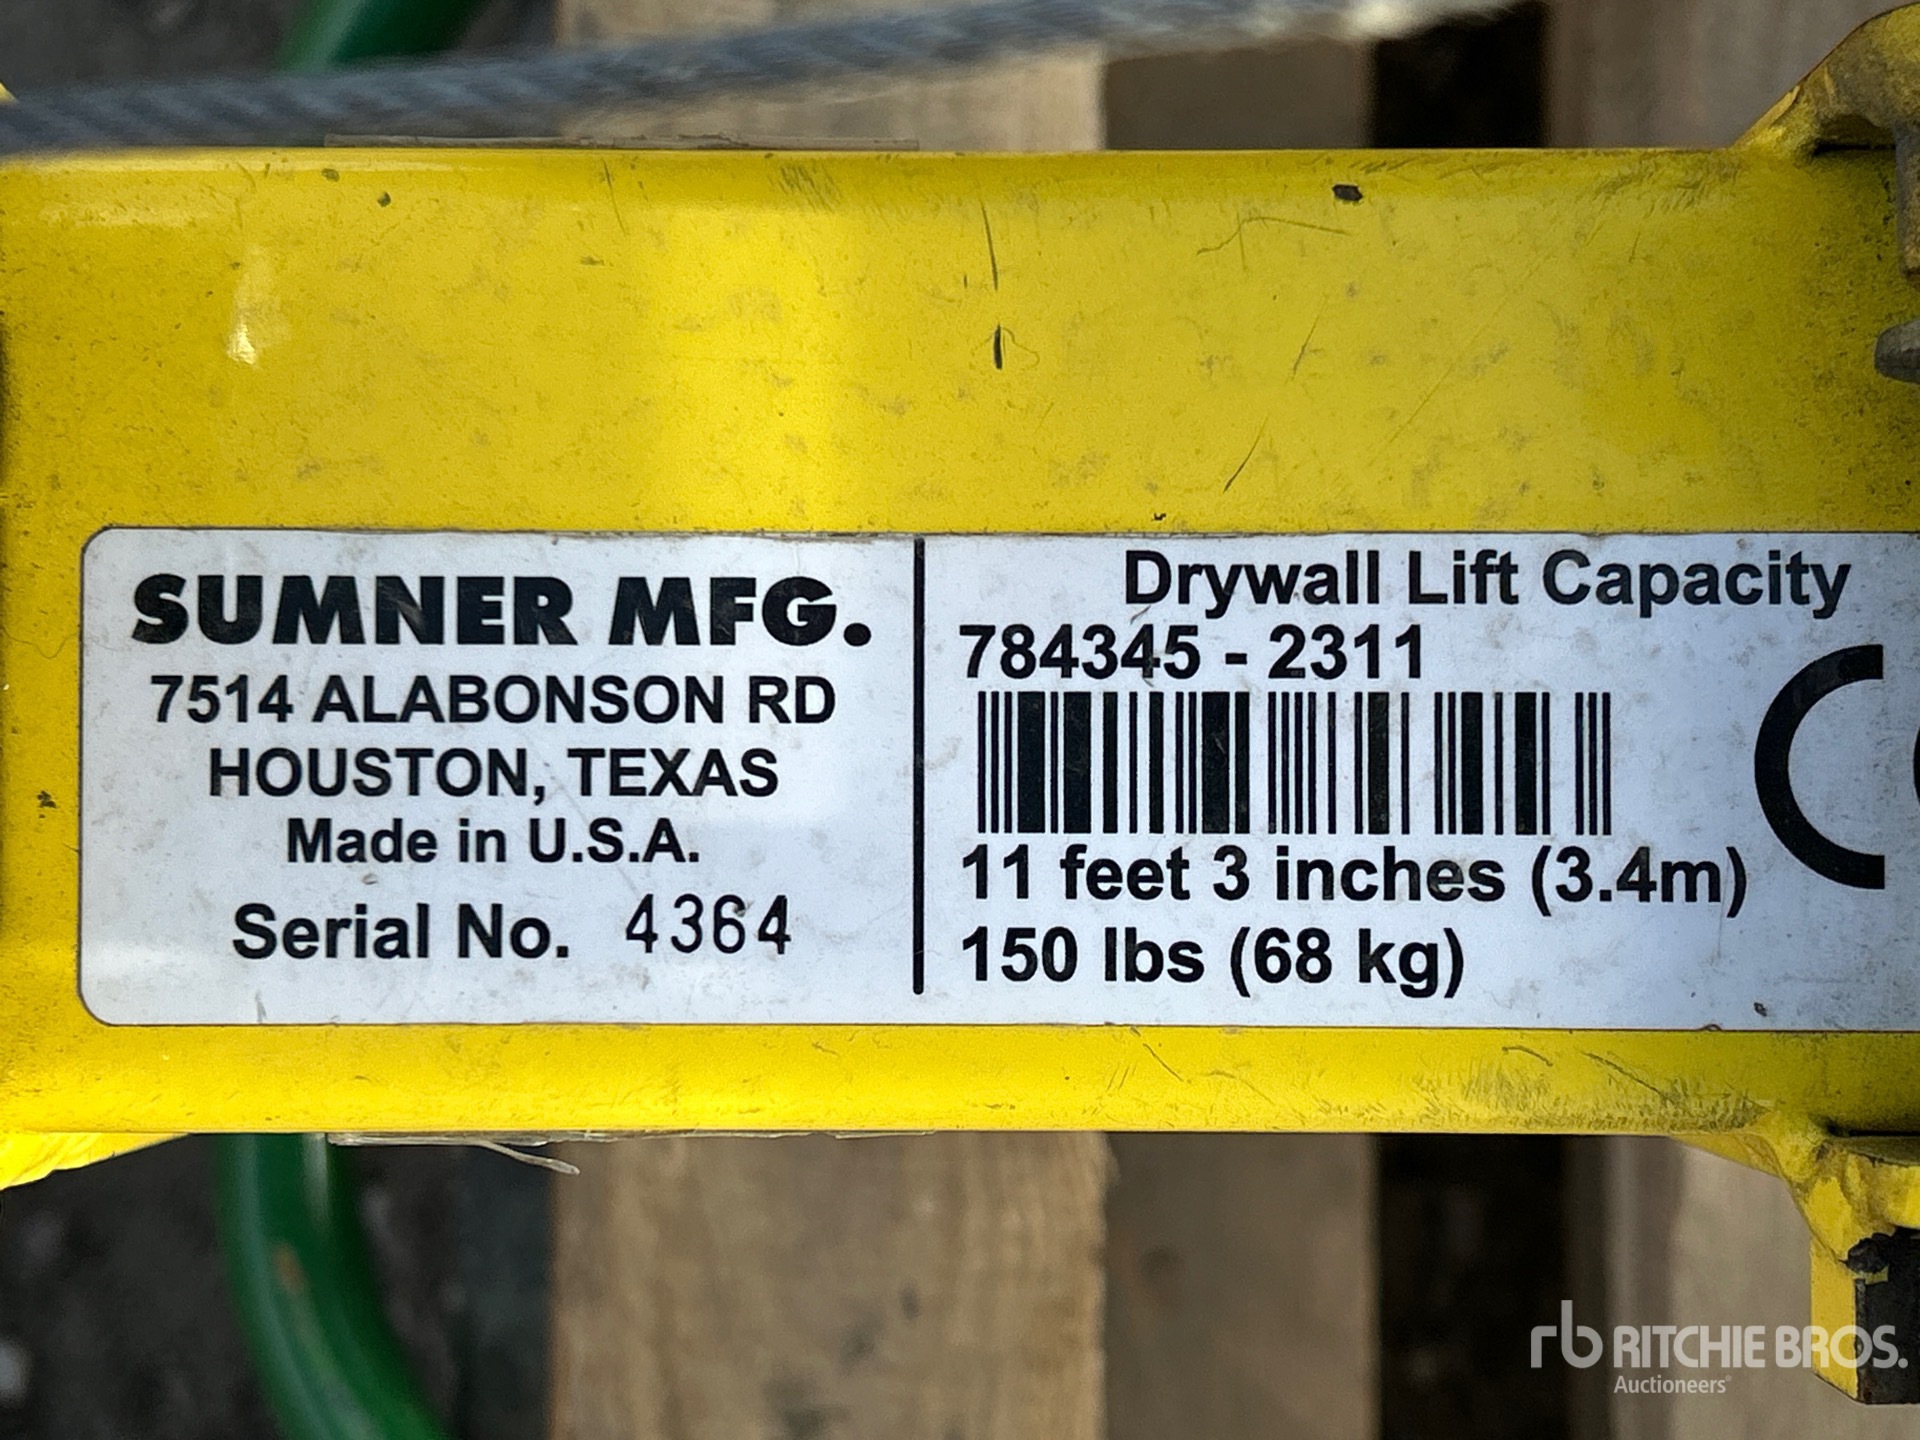 SUMNER MFG.
7514 ALABONSON RD
HOUSTON, TEXAS
Made in U.S.A.
Serial No. 4364
Drywall Lift Capacity
784345 - 2311
11 feet 3 inches (3.4m)
150 lbs (68 kg)
C
rb RITCHIE BROS.
Auctioneers